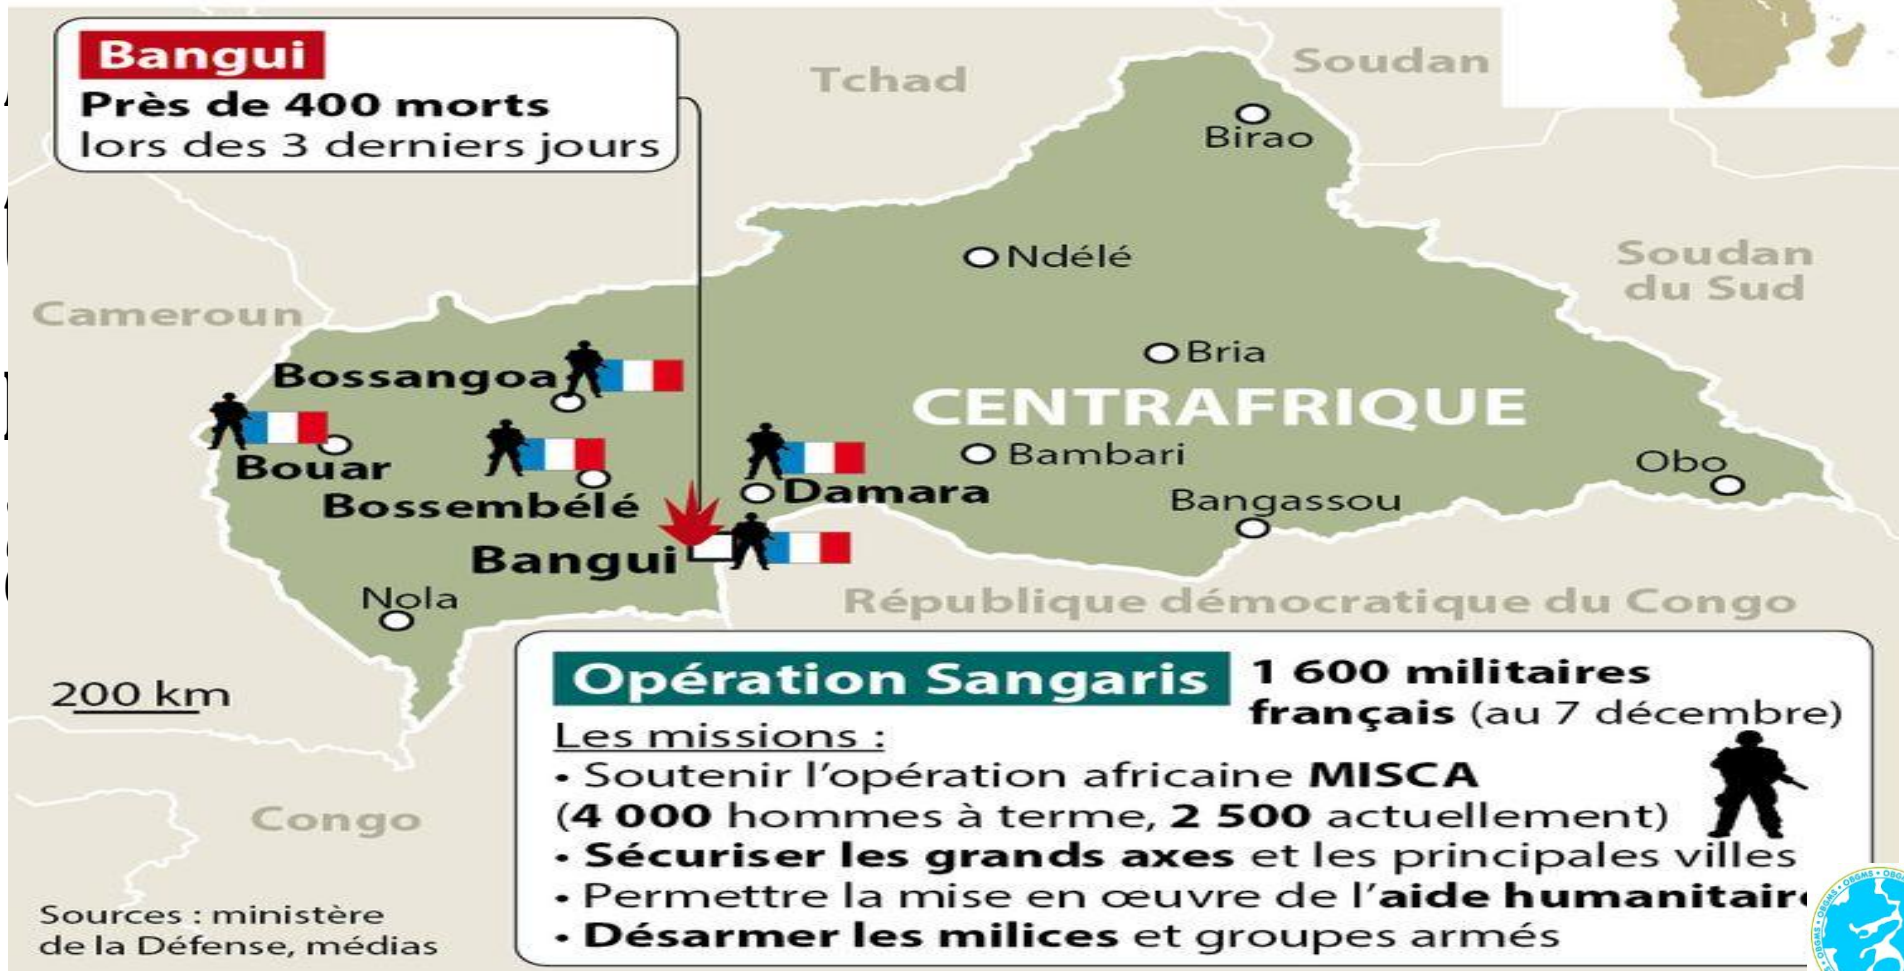 Bangui
Près de 400 morts
lors des 3 derniers jours
Tchad
Soudan
Birao
Ndélé
Soudan
du Sud
Cameroun
Bria
Bossangoa
CENTRAFRIQUE
Bouar
Bambari
Obo
Damara
Bangassou
Bossembélé
Bangui
Nola
République démocratique du Congo
200 km
Opération Sangaris
1 600 militaires
français (au 7 décembre)
Les missions :
• Soutenir l'opération africaine MISCA
(4 000 hommes à terme, 2 500 actuellement)
• Sécuriser les grands axes et les principales villes
• Permettre la mise en œuvre de l'aide humanitaire
• Désarmer les milices et groupes armés
Congo
Sources : ministère
de la Défense, médias
OBGMS • OBGMS